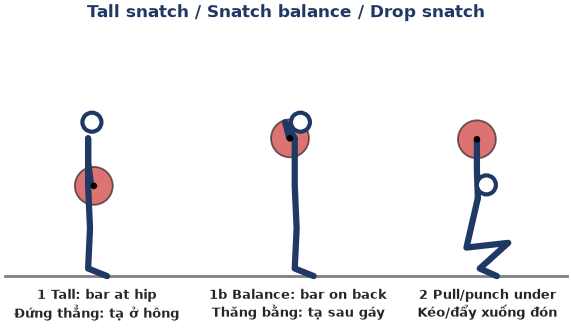 Tall snatch / Snatch balance / Drop snatch
1 Tall: bar at hip
Đứng thẳng: tạ ở hông
1b Balance: bar on back
Thăng bằng: tạ sau gáy
2 Pull/punch under
Kéo/đẩy xuống đón